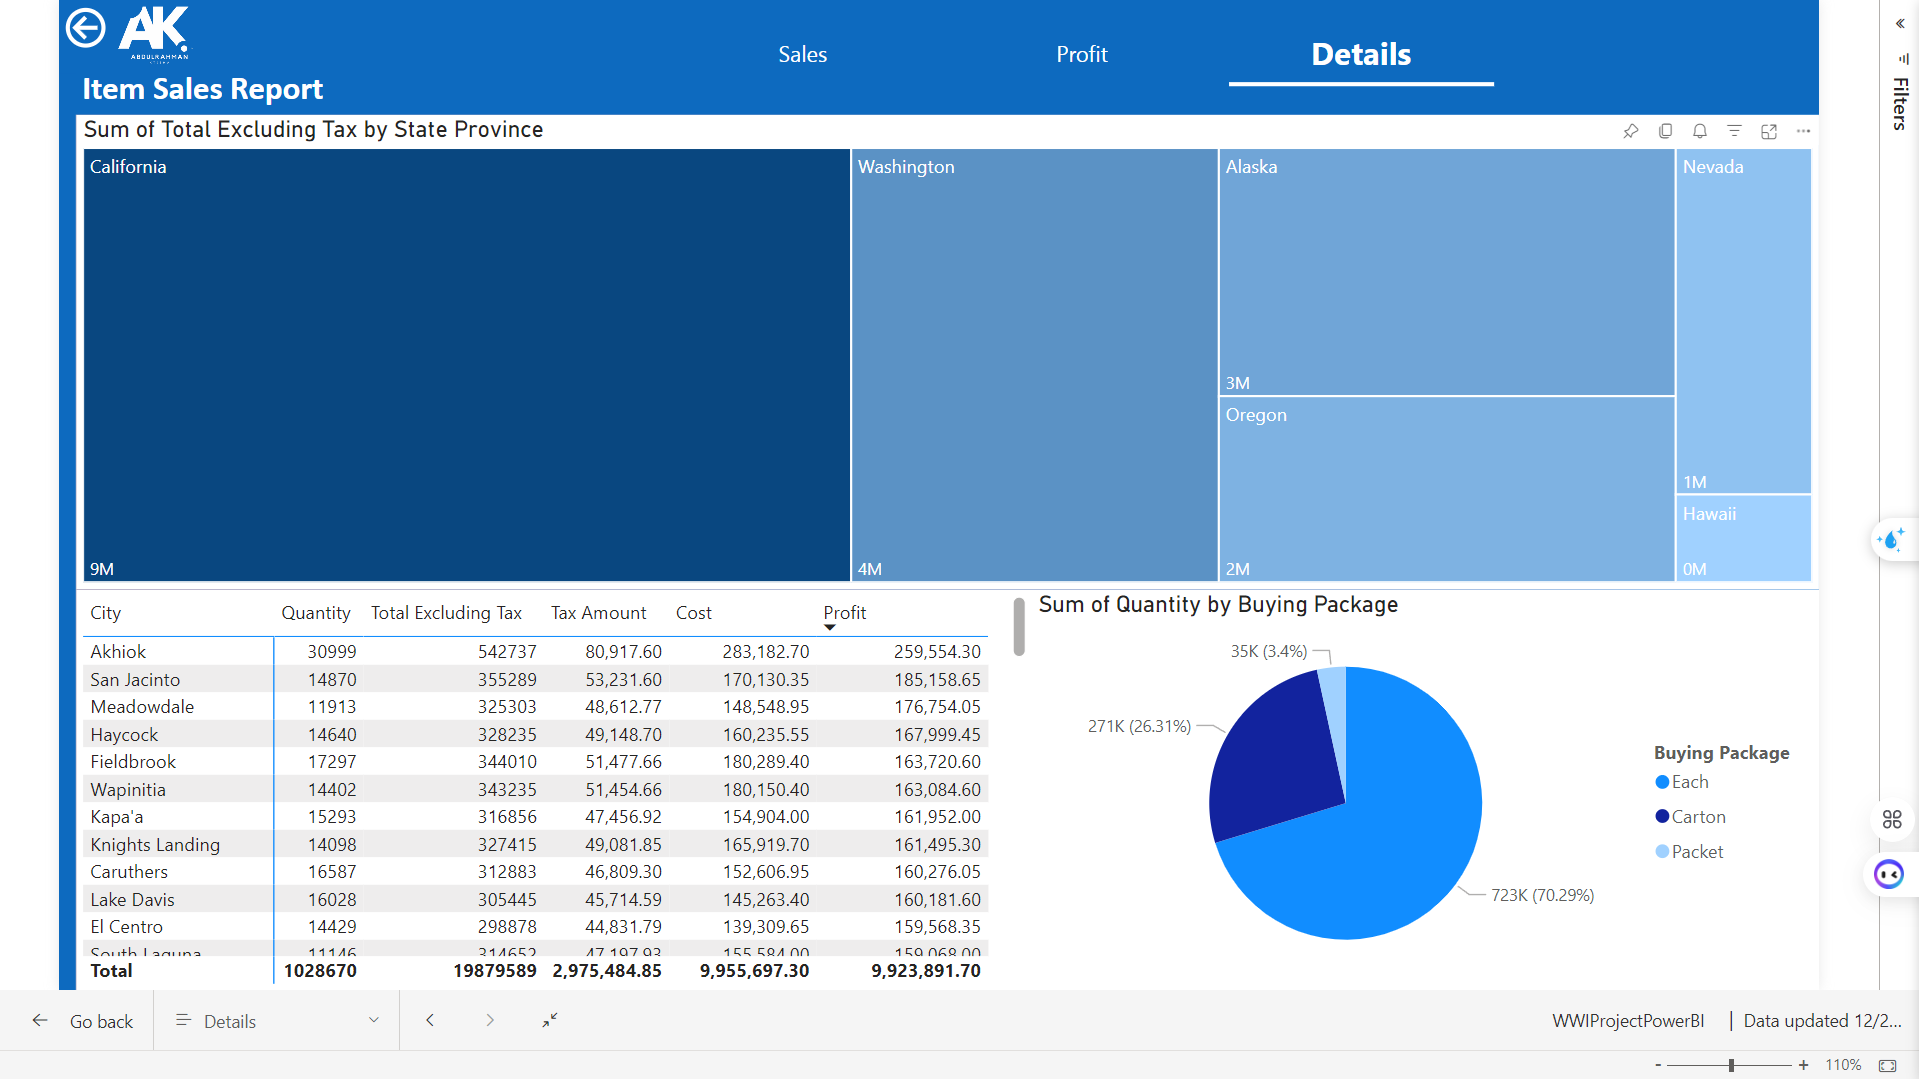 AK.
ABDULRAHMAN
Item Sales Report
Sales
Profit
Details
Filters
Sum of Total Excluding Tax by State Province
California
9M
Washington
4M
Alaska
3M
Oregon
2M
Nevada
1M
Hawaii
0M
City Quantity Total Excluding Tax Tax Amount Cost Profit
Akhiok 30999 542737 80,917.60 283,182.70 259,554.30
San Jacinto 14870 355289 53,231.60 170,130.35 185,158.65
Meadowdale 11913 325303 48,612.77 148,548.95 176,754.05
Haycock 14640 328235 49,148.70 160,235.55 167,999.45
Fieldbrook 17297 344010 51,477.66 180,289.40 163,720.60
Wapinitia 14402 343235 51,454.66 180,150.40 163,084.60
Kapa'a 15293 316856 47,456.92 154,904.00 161,952.00
Knights Landing 14098 327415 49,081.85 165,919.70 161,495.30
Caruthers 16587 312883 46,809.30 152,606.95 160,276.05
Lake Davis 16028 305445 45,714.59 145,263.40 160,181.60
El Centro 14429 298878 44,831.79 139,309.65 159,568.35
South Laguna 11146 314652 47,197.93 155,584.00 159,068.00
Total 1028670 19879589 2,975,484.85 9,955,697.30 9,923,891.70
Sum of Quantity by Buying Package
35K (3.4%)
271K (26.31%)
723K (70.29%)
Buying Package
Each
Carton
Packet
Go back
Details
WWIProjectPowerBI | Data updated 12/2...
- + 110%